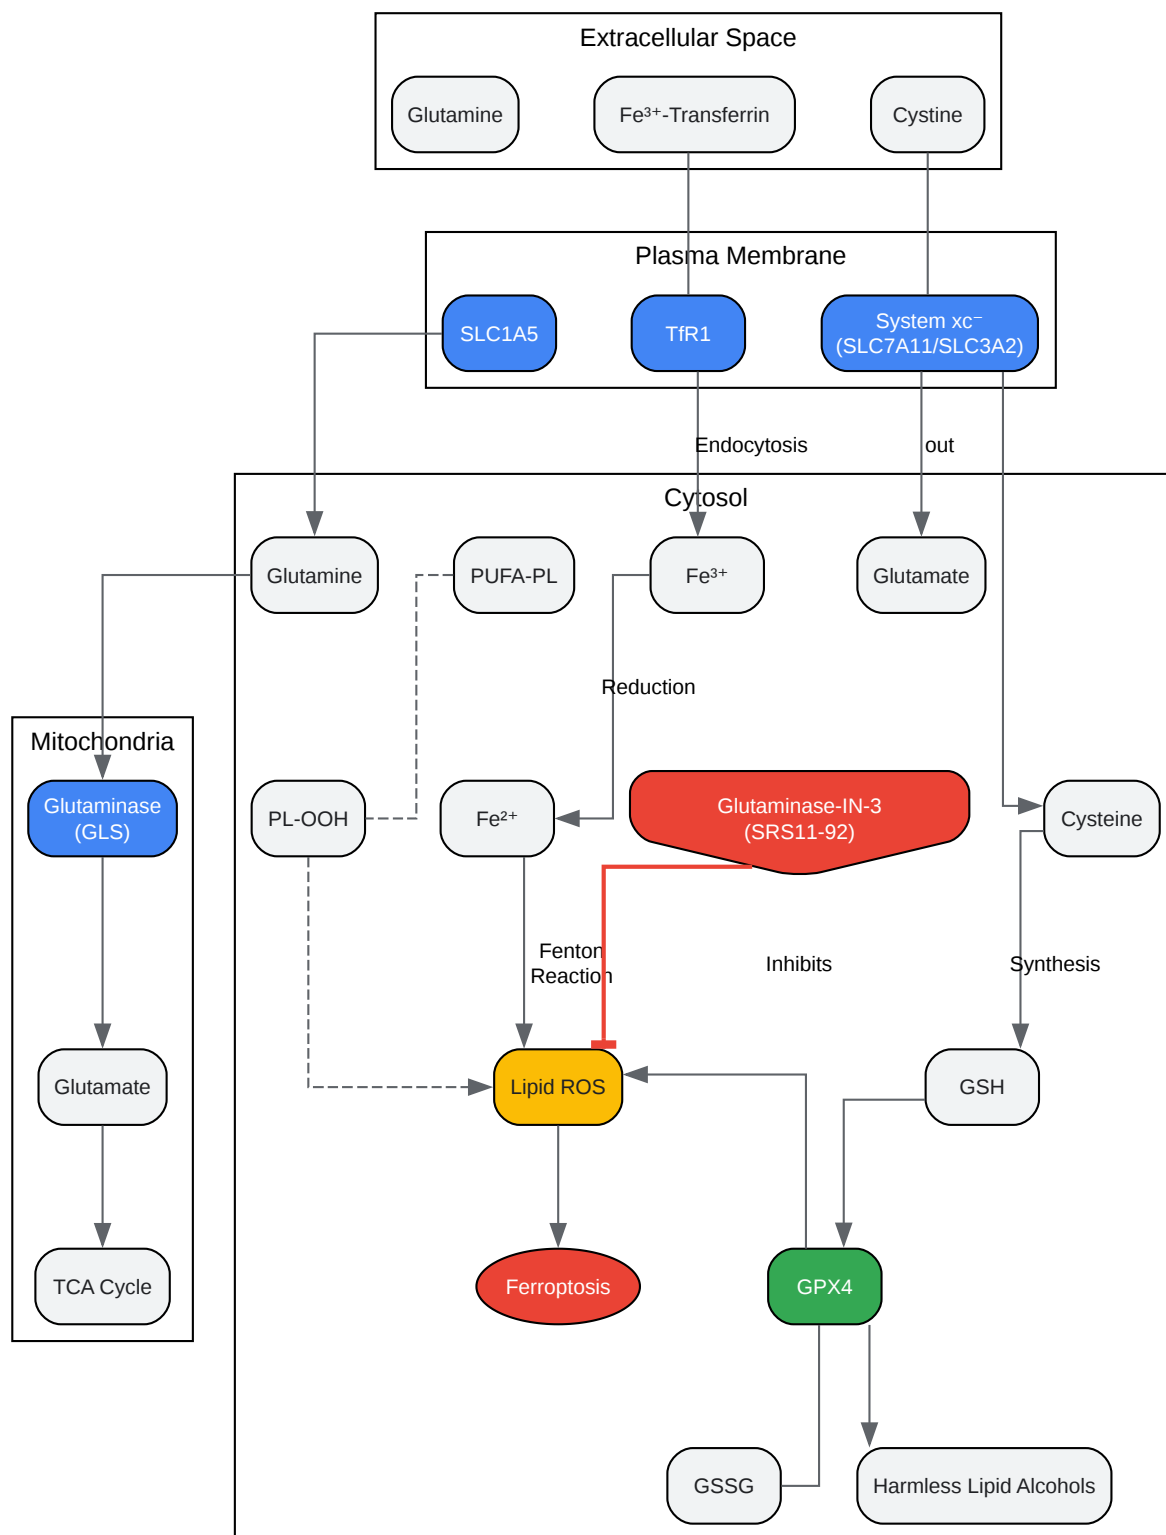 Extracellular Space
Glutamine
Fe³⁺-Transferrin
Cystine
Plasma Membrane
SLC1A5
TfR1
System xc⁻
(SLC7A11/SLC3A2)
Endocytosis
out
Cytosol
Glutamine
PUFA-PL
Fe³⁺
Glutamate
Reduction
Mitochondria
Glutaminase
(GLS)
PL-OOH
Fe²⁺
Glutaminase-IN-3
(SRS11-92)
Cysteine
Fenton
Reaction
Inhibits
Synthesis
Glutamate
Lipid ROS
GSH
TCA Cycle
Ferroptosis
GPX4
GSSG
Harmless Lipid Alcohols